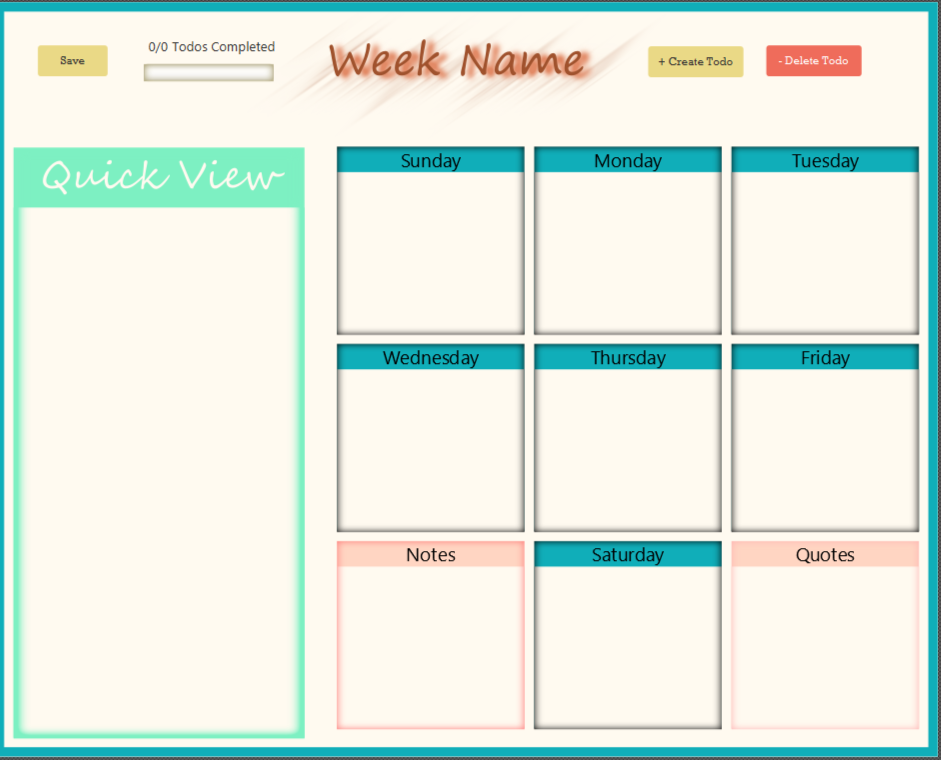 Save
0/0 Todos Completed
Week Name
+ Create Todo
- Delete Todo
Quick View
Sunday
Monday
Tuesday
Wednesday
Thursday
Friday
Notes
Saturday
Quotes